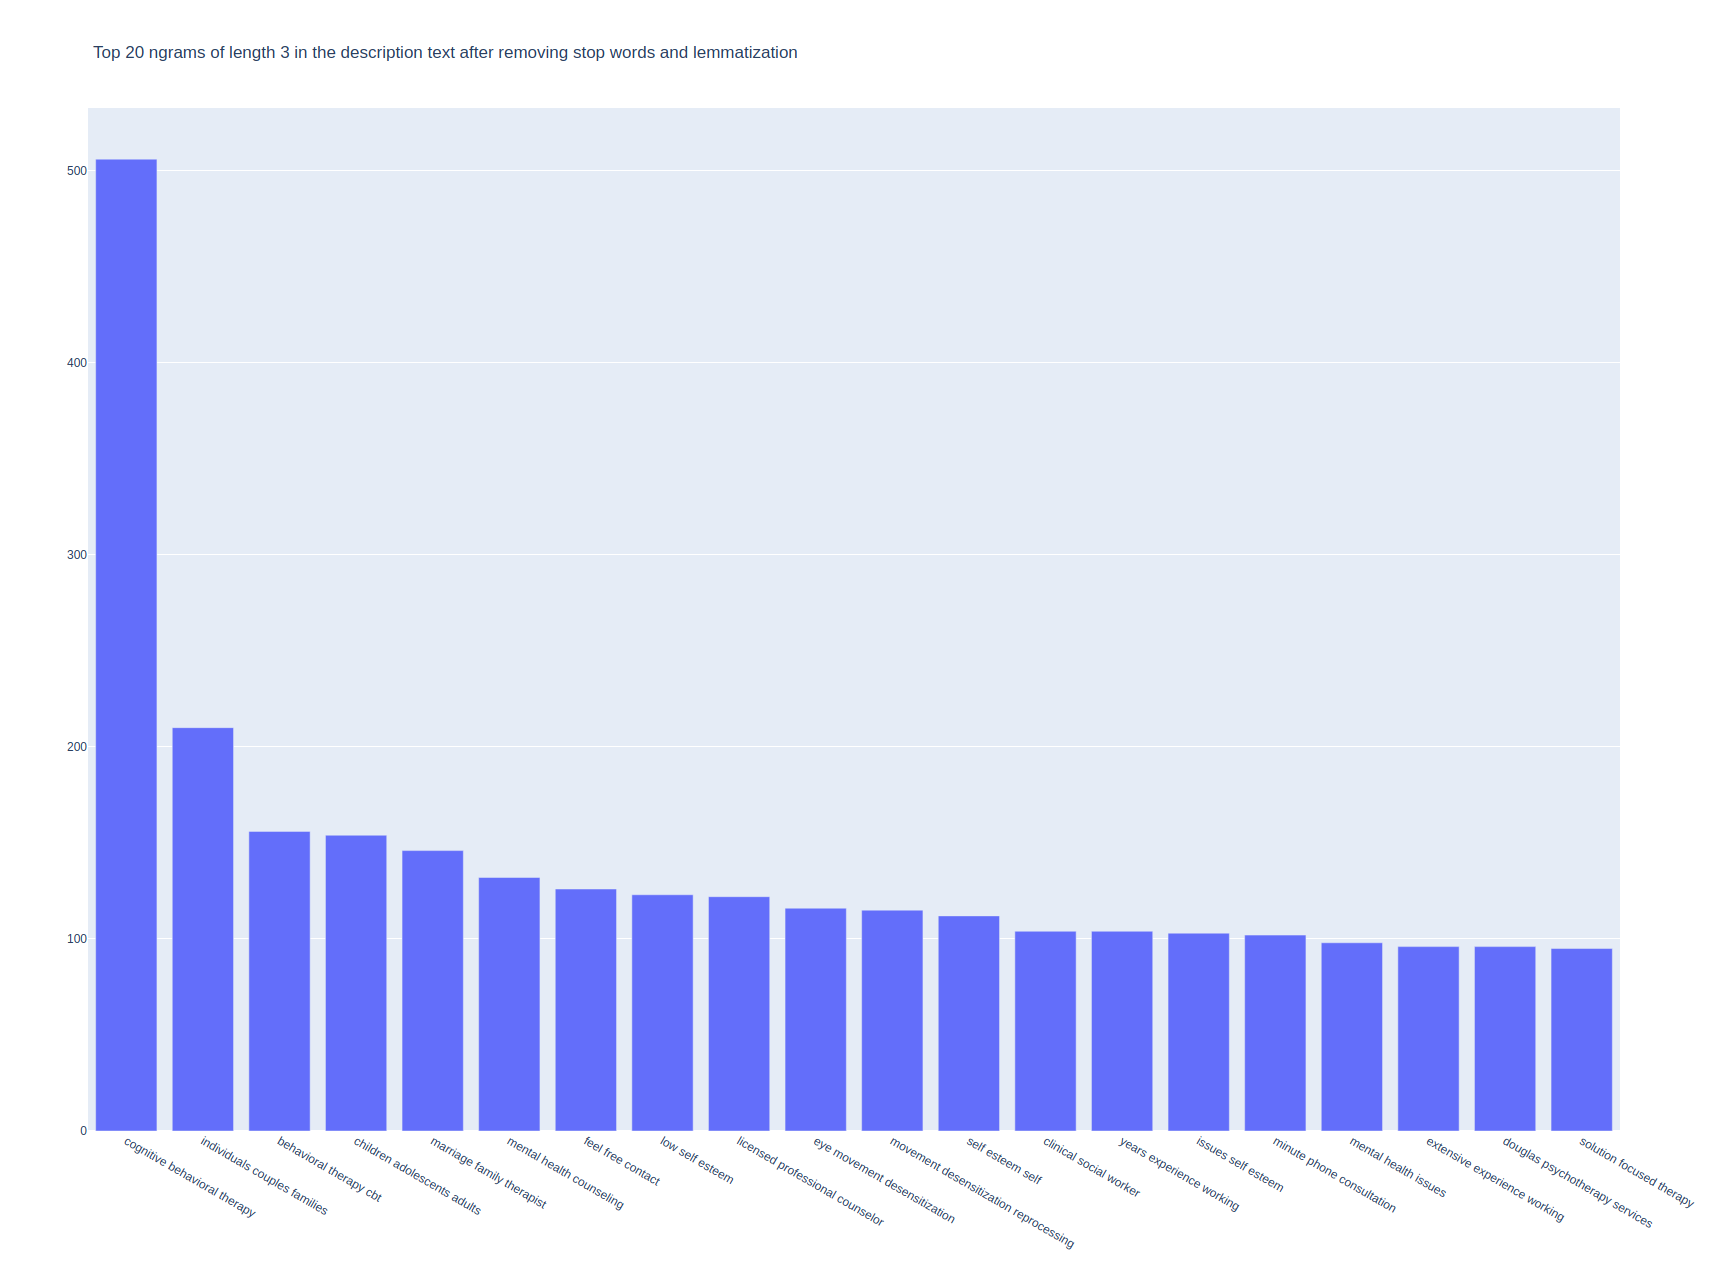 Top 20 ngrams of length 3 in the description text after removing stop words and lemmatization
500
400
300
200
100
0
cognitive behavioral therapy
individuals couples families
behavioral therapy cbt
children adolescents adults
marriage family therapist
mental health counseling
feel free contact
low self esteem
licensed professional counselor
eye movement desensitization
movement desensitization reprocessing
self esteem self
clinical social worker
years experience working
issues self esteem
minute phone consultation
mental health issues
extensive experience working
douglas psychotherapy services
solution focused therapy